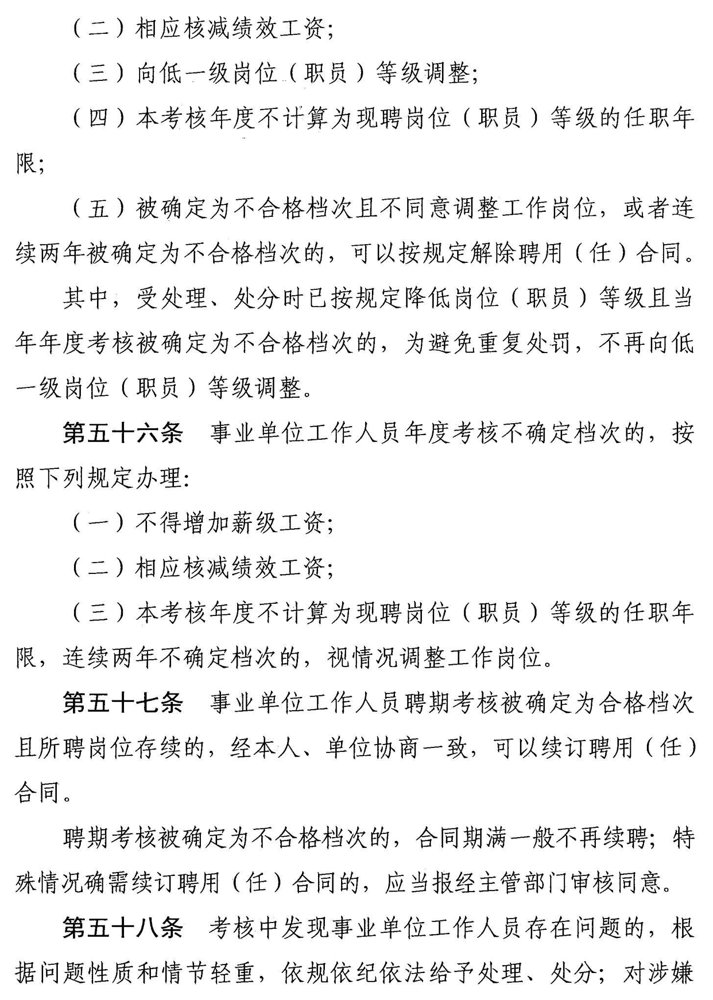 （二）相应核减绩效工资；
（三）向低一级岗位（职员）等级调整；
（四）本考核年度不计算为现聘岗位（职员）等级的任职年
限；
（五）被确定为不合格档次且不同意调整工作岗位，或者连
续两年被确定为不合格档次的，可以按规定解除聘用（任）合同。
其中，受处理、处分时已按规定降低岗位（职员）等级且当
年年度考核被确定为不合格档次的，为避免重复处罚，不再向低
一级岗位（职员）等级调整。
第五十六条　事业单位工作人员年度考核不确定档次的，按
照下列规定办理：
（一）不得增加薪级工资；
（二）相应核减绩效工资；
（三）本考核年度不计算为现聘岗位（职员）等级的任职年
限，连续两年不确定档次的，视情况调整工作岗位。
第五十七条　事业单位工作人员聘期考核被确定为合格档次
且所聘岗位存续的，经本人、单位协商一致，可以续订聘用（任）
合同。
聘期考核被确定为不合格档次的，合同期满一般不再续聘；特
殊情况确需续订聘用（任）合同的，应当报经主管部门审核同意。
第五十八条　考核中发现事业单位工作人员存在问题的，根
据问题性质和情节轻重，依规依纪依法给予处理、处分；对涉嫌